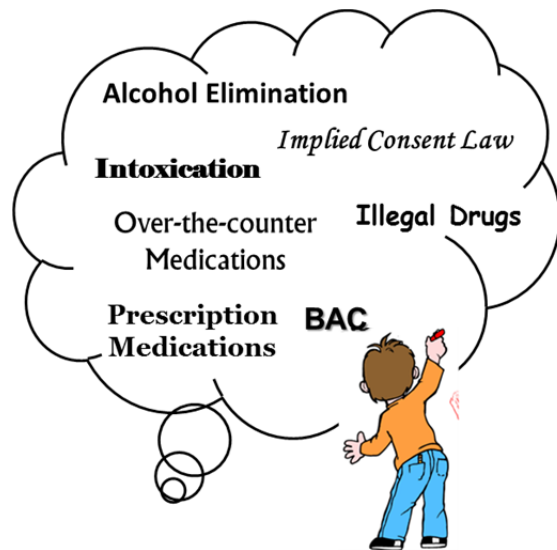 Alcohol Elimination
Implied Consent Law
Intoxication
Over-the-counter
Medications
Illegal Drugs
Prescription
Medications
BAC